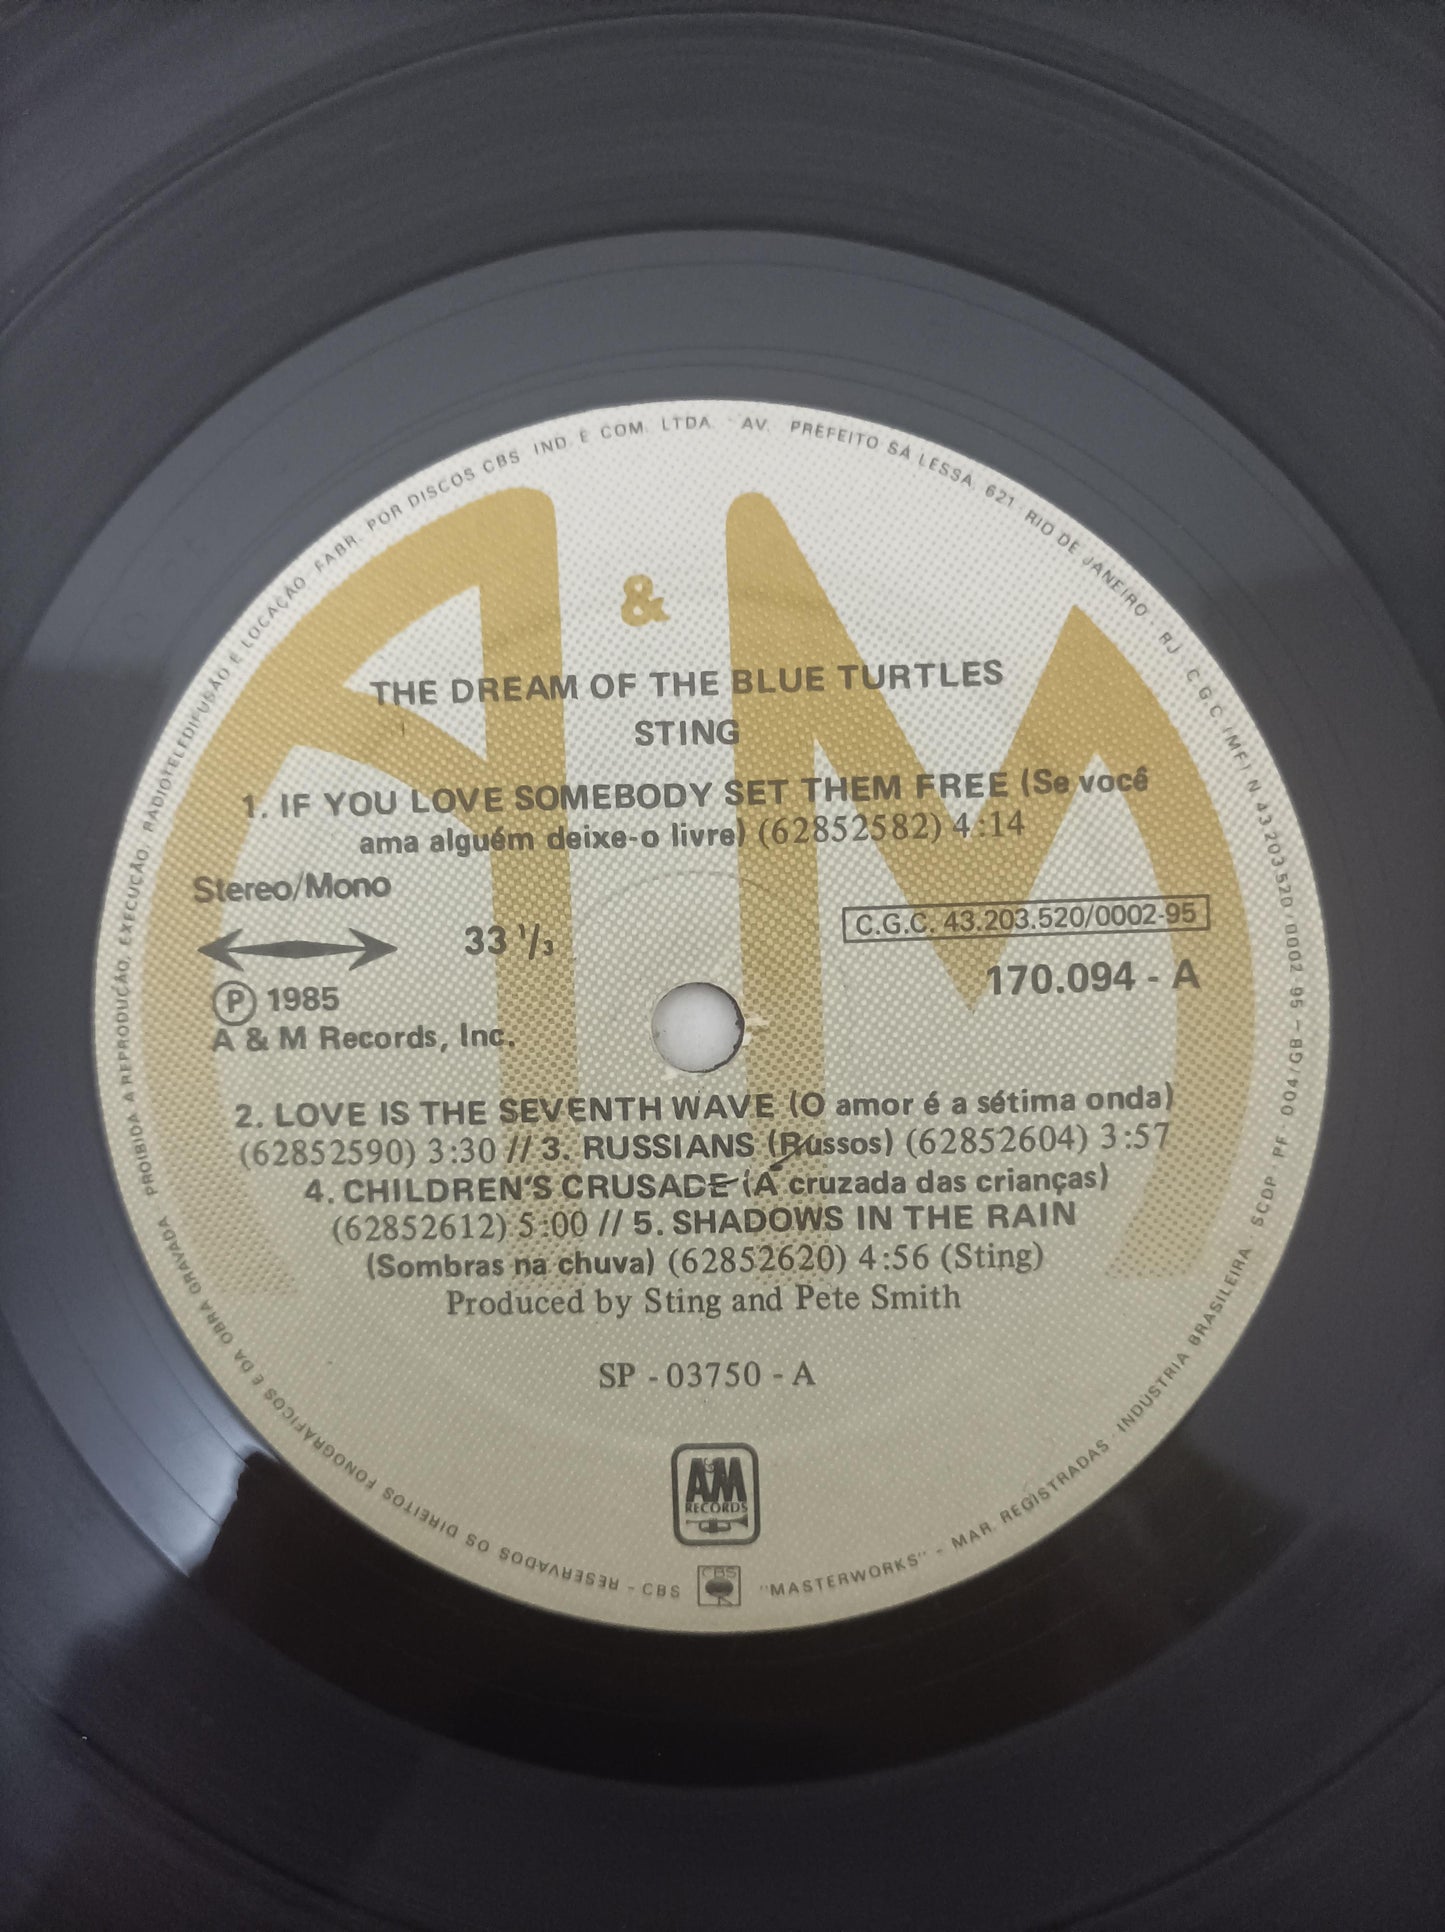 &
THE DREAM OF THE BLUE TURTLES
STING
1. IF YOU LOVE SOMEBODY SET THEM FREE (Se você
ama alguém deixe-o livre) (62852582) 4:14
Stereo/Mono
33 1/3
C.G.C. 43.203.520/0002-95
170.094 - A
Ⓟ 1985
A & M Records, Inc.
2. LOVE IS THE SEVENTH WAVE (O amor é a sétima onda)
(62852590) 3:30 // 3. RUSSIANS (Russos) (62852604) 3:57
4. CHILDREN'S CRUSADE (A cruzada das crianças)
(62852612) 5:00 // 5. SHADOWS IN THE RAIN
(Sombras na chuva) (62852620) 4:56 (Sting)
Produced by Sting and Pete Smith
SP - 03750 - A
A&M
RECORDS
CBS
PROIBIDA A REPRODUÇÃO, EXECUÇÃO, RADIOTELEDIFUSÃO E LOCAÇÃO. FABR. POR DISCOS CBS IND. E COM. LTDA. - AV. PREFEITO SÁ LESSA, 621 - RIO DE JANEIRO - RJ - C.G.C. (MF) N 43.203.520/0002-95 - SCDP PF 004/GB - INDÚSTRIA BRASILEIRA
RESERVADOS OS DIREITOS FONOGRÁFICOS E DA OBRA GRAVADA
- CBS "MASTERWORKS" - MAR. REGISTRADAS